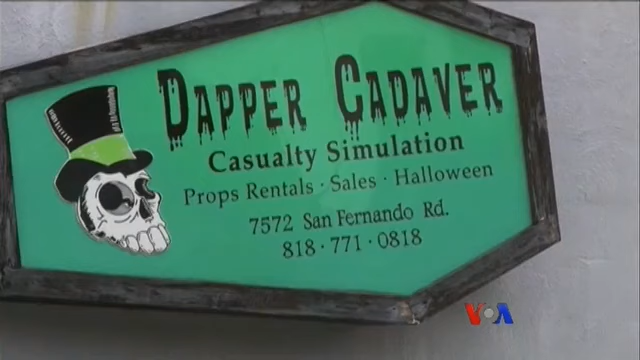 Dapper Cadaver
Casualty Simulation
Props Rentals · Sales · Halloween
7572 San Fernando Rd.
818·771·0818
VOA